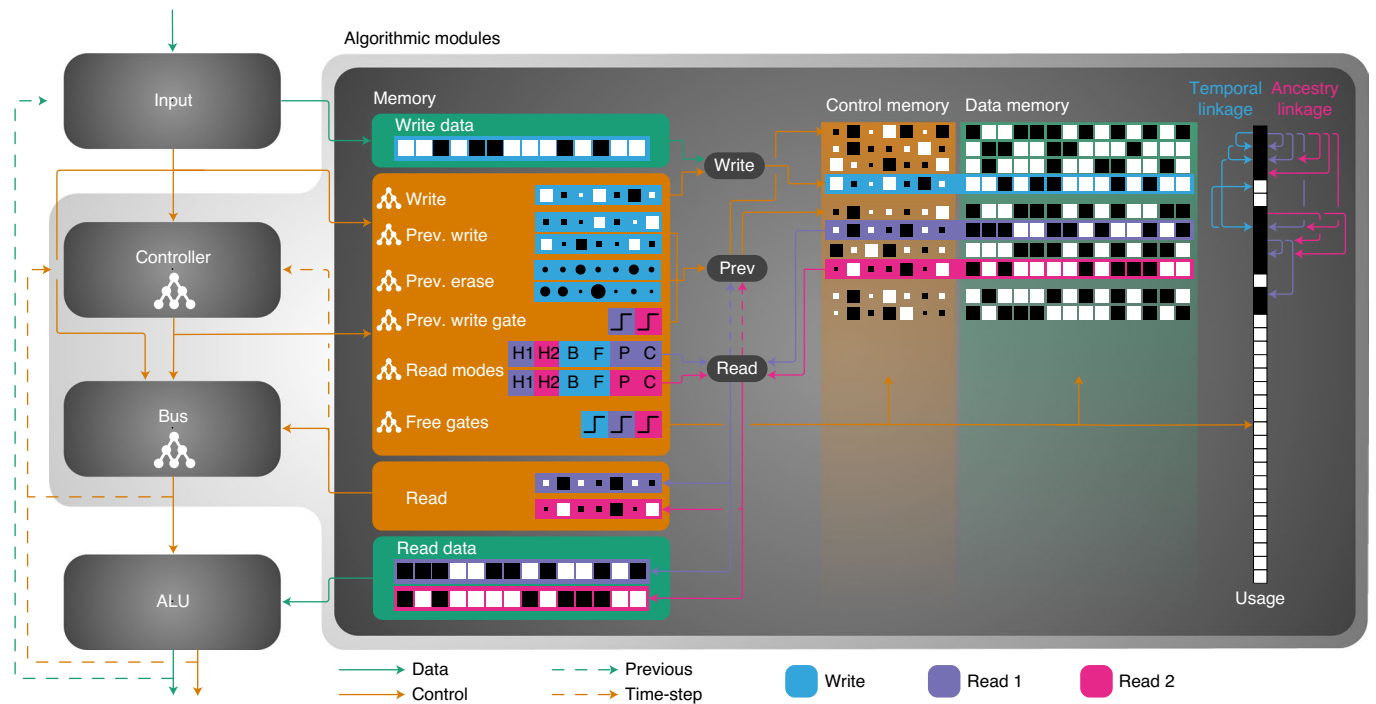 Algorithmic modules
Input
Controller
Bus
ALU
Memory
Write data
Write
Prev. write
Prev. erase
Prev. write gate
Read modes
H1 H2 B F P C
H1 H2 B F P C
Free gates
Read
Read data
Write
Prev
Read
Control memory
Data memory
Temporal
linkage
Ancestry
linkage
Usage
Data
Control
Previous
Time-step
Write
Read 1
Read 2